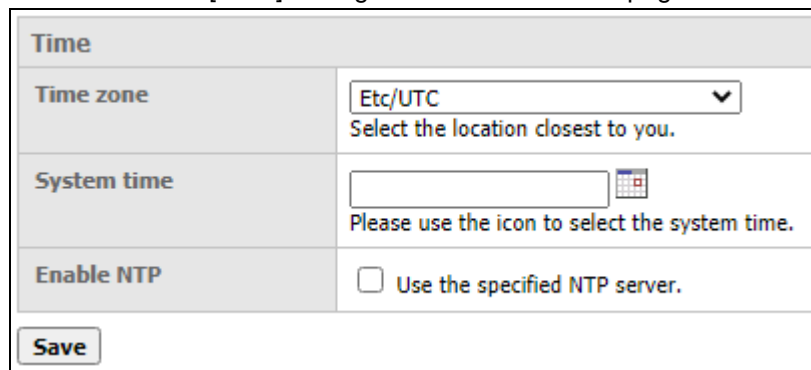 Time
Time zone
Etc/UTC
Select the location closest to you.
System time
Please use the icon to select the system time.
Enable NTP
Use the specified NTP server.
Save